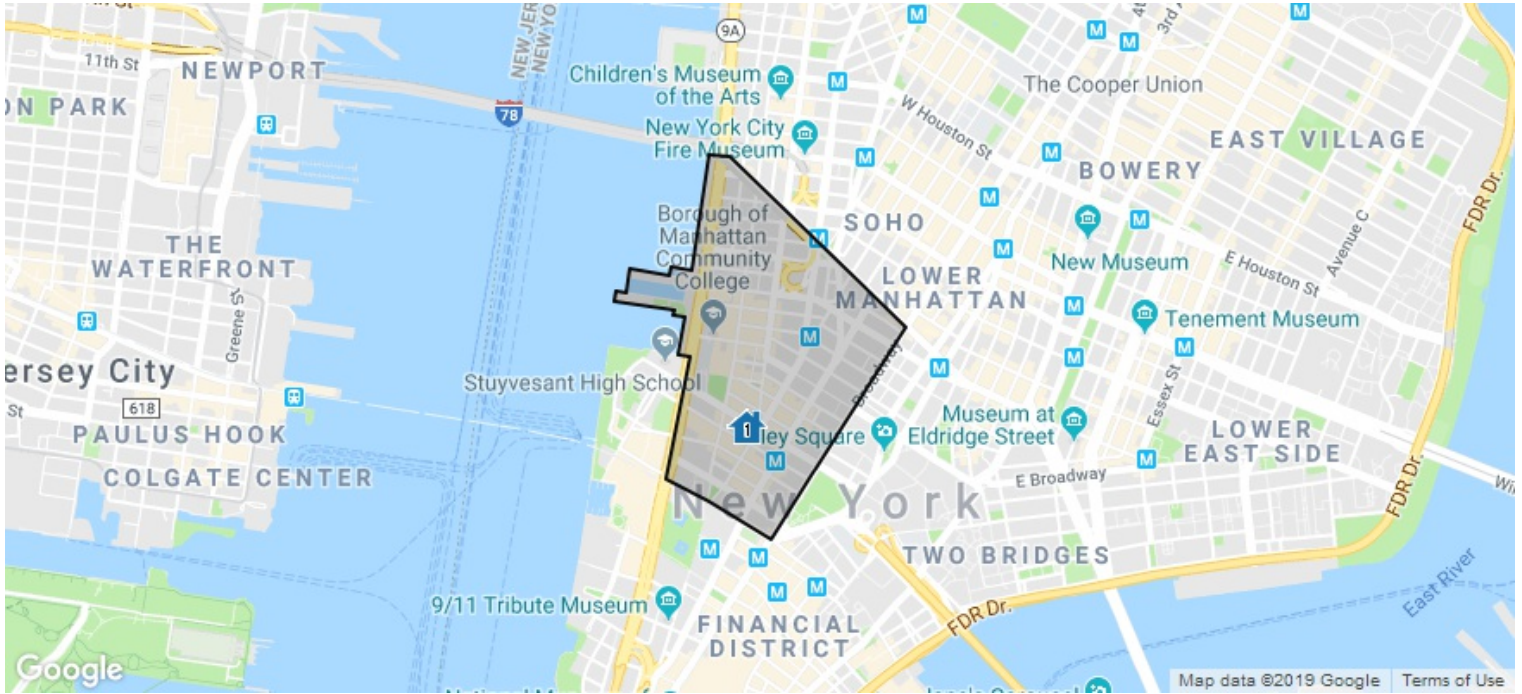 9A
NEW JER
NEW YO
11th St
NEWPORT
Children's Museum
of the Arts
M
M
M
M
M
3rd A
The Cooper Union
ON PARK
78
New York City
Fire Museum
W Houston St
EAST VILLAGE
M
M
BOWERY
FDR Dr.
Borough of
Manhattan
Community
College
SOHO
M
M
M
Avenue C
THE
WATERFRONT
M
New Museum
E Houston St
LOWER
MANHATTAN
M
Greene St
M
Tenement Museum
M
ersey City
Stuyvesant High School
Broadway
M
M
Essex St
618
St
PAULUS HOOK
1
ley Square
Museum at
Eldridge Street
LOWER
EAST SIDE
COLGATE CENTER
M
M
E Broadway
FDR Dr.
New York
M
M
TWO BRIDGES
M
M
East River
9/11 Tribute Museum
FINANCIAL
DISTRICT
FDR Dr.
Google
Map data ©2019 Google
Terms of Use